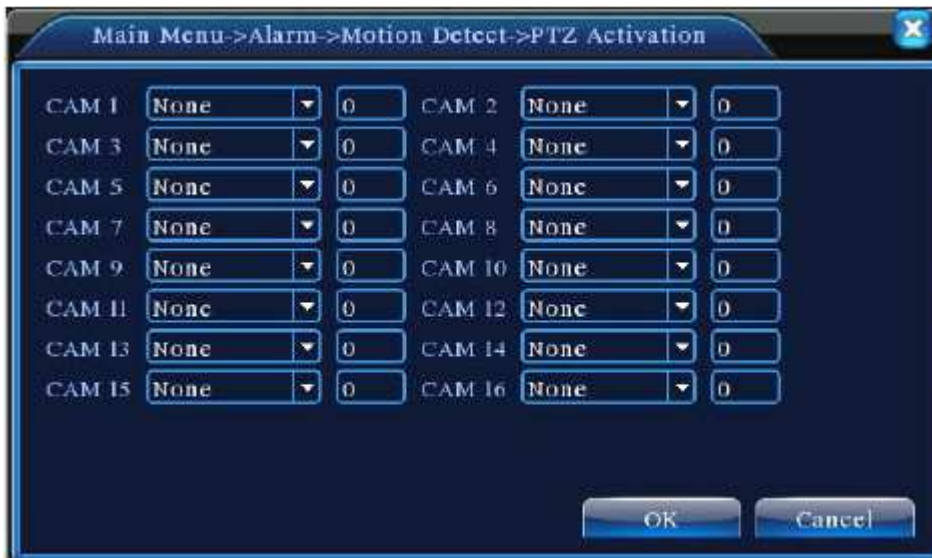 Main Menu->Alarm->Motion Detect->PTZ Activation
CAM 1 None 0 CAM 2 None 0
CAM 3 None 0 CAM 4 None 0
CAM 5 None 0 CAM 6 None 0
CAM 7 None 0 CAM 8 None 0
CAM 9 None 0 CAM 10 None 0
CAM 11 None 0 CAM 12 None 0
CAM 13 None 0 CAM 14 None 0
CAM 15 None 0 CAM 16 None 0
OK Cancel